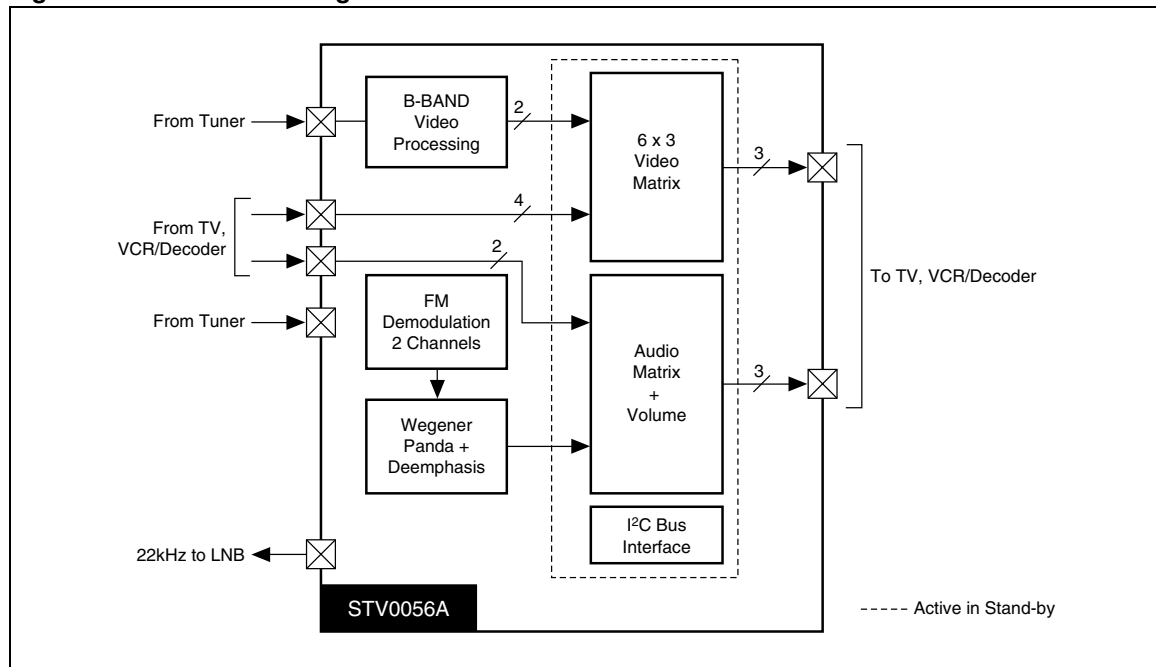 From Tuner
B-BAND
Video
Processing
2
6 x 3
Video
Matrix
3
From TV,
VCR/Decoder
4
2
To TV, VCR/Decoder
From Tuner
FM
Demodulation
2 Channels
Audio
Matrix
+
Volume
3
Wegener
Panda +
Deemphasis
I²C Bus
Interface
22kHz to LNB
STV0056A
----- Active in Stand-by